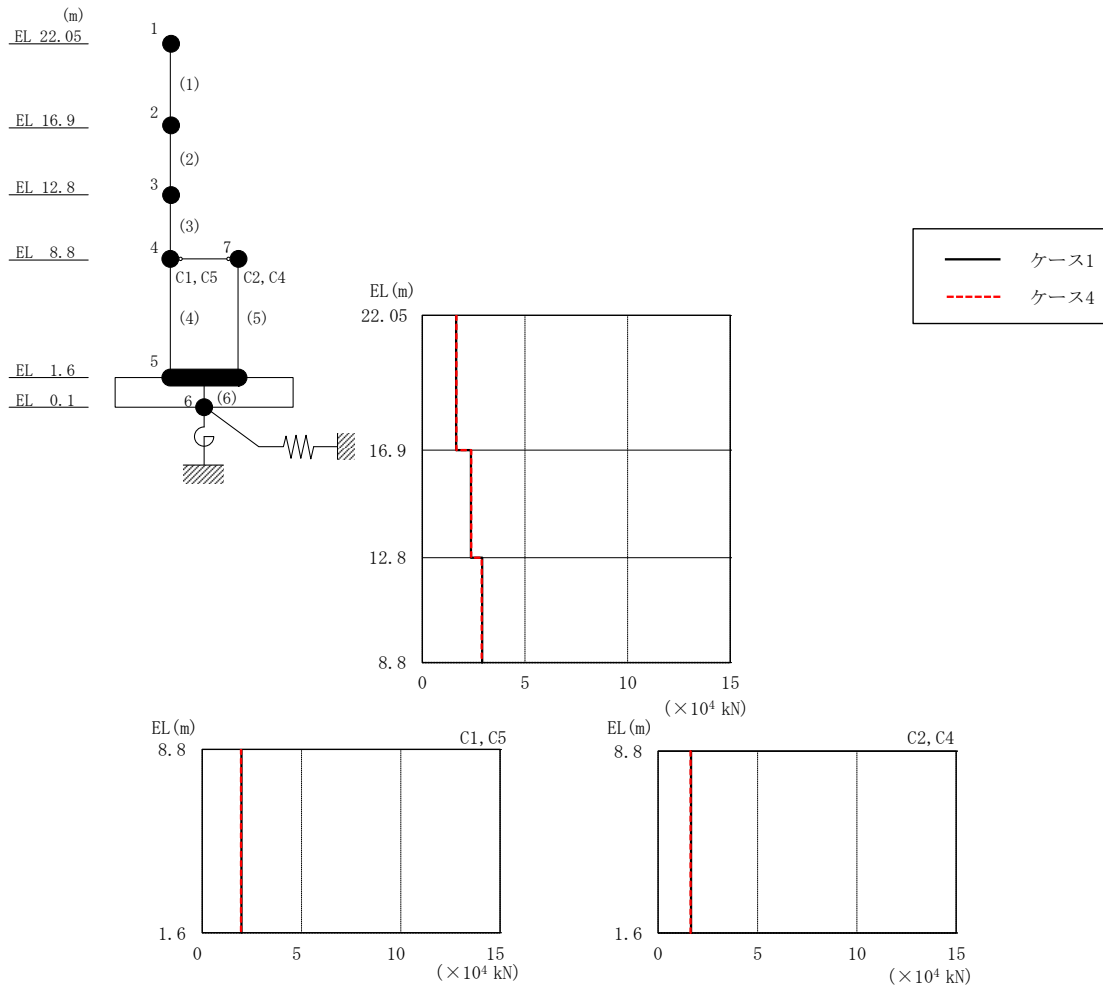 (m)
EL 22.05
1
(1)
EL 16.9
2
(2)
EL 12.8
3
(3)
EL 8.8
4
7
C1,C5
C2,C4
(4)
(5)
EL 1.6
5
EL 0.1
6
(6)
ケース1
ケース4
EL(m)
22.05
16.9
12.8
8.8
0 5 10 15
(×10⁴ kN)
EL(m)
C1,C5
8.8
1.6
0 5 10 15
(×10⁴ kN)
EL(m)
C2,C4
8.8
1.6
0 5 10 15
(×10⁴ kN)